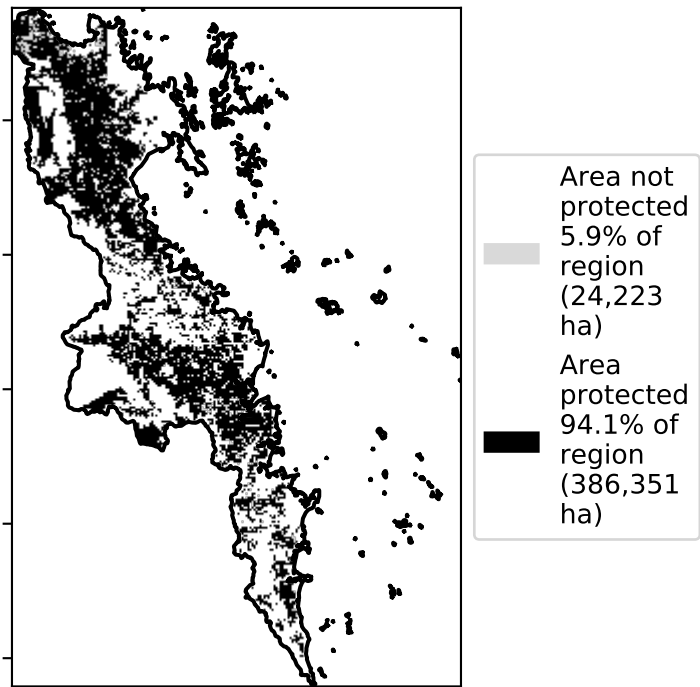 Area not
protected
5.9% of
region
(24,223
ha)
Area
protected
94.1% of
region
(386,351
ha)